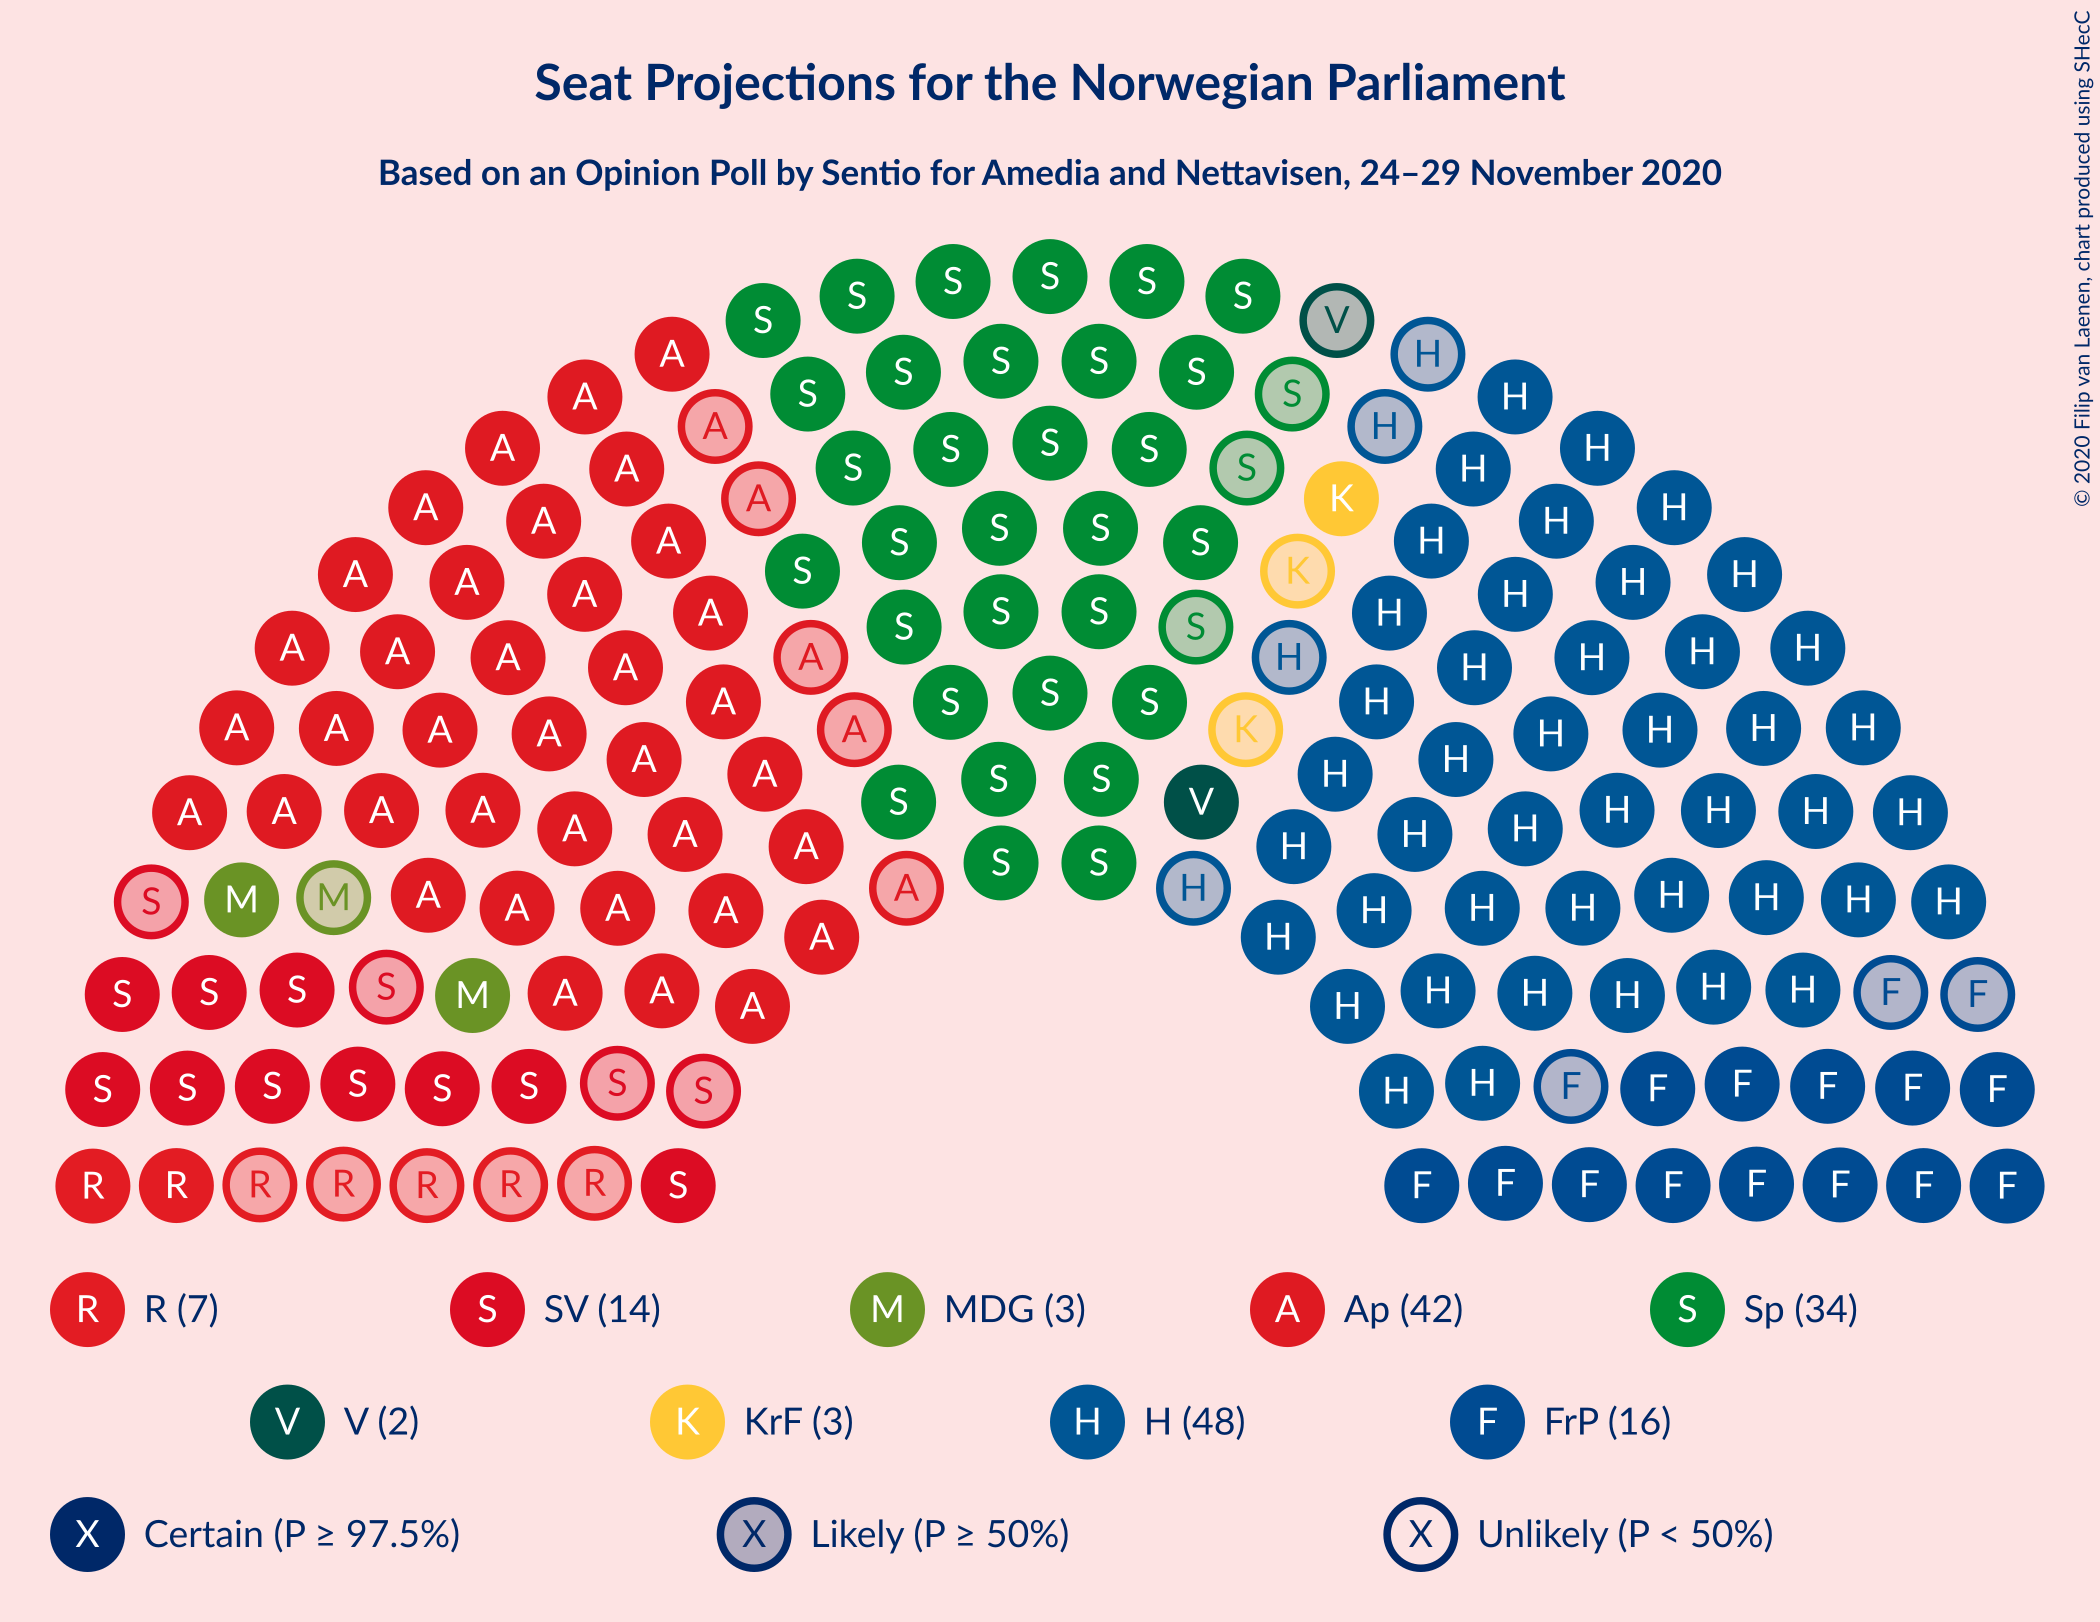 Seat Projections for the Norwegian Parliament
Based on an Opinion Poll by Sentio for Amedia and Nettavisen, 24–29 November 2020
© 2020 Filip van Laenen, chart produced using SHecC
S S S S S S V
A S S S S S S H
A A S S S S S H H
A A A S S S S K H H
A A A S S S S K H H H
A A A A S S S S H H H H
A A A A A S S S K H H H H H
A A A A A A S S S V H H H H H H
A A A A A A A S S H H H H H H H
S M M A A A A A H H H H H H H H
S S S S M A A A H H H H H H F F
S S S S S S S S H H F F F F F F
R R R R R R R S F F F F F F F F
R R (7) S SV (14) M MDG (3) A Ap (42) S Sp (34)
V V (2) K KrF (3) H H (48) F FrP (16)
X Certain (P ≥ 97.5%) X Likely (P ≥ 50%) X Unlikely (P < 50%)